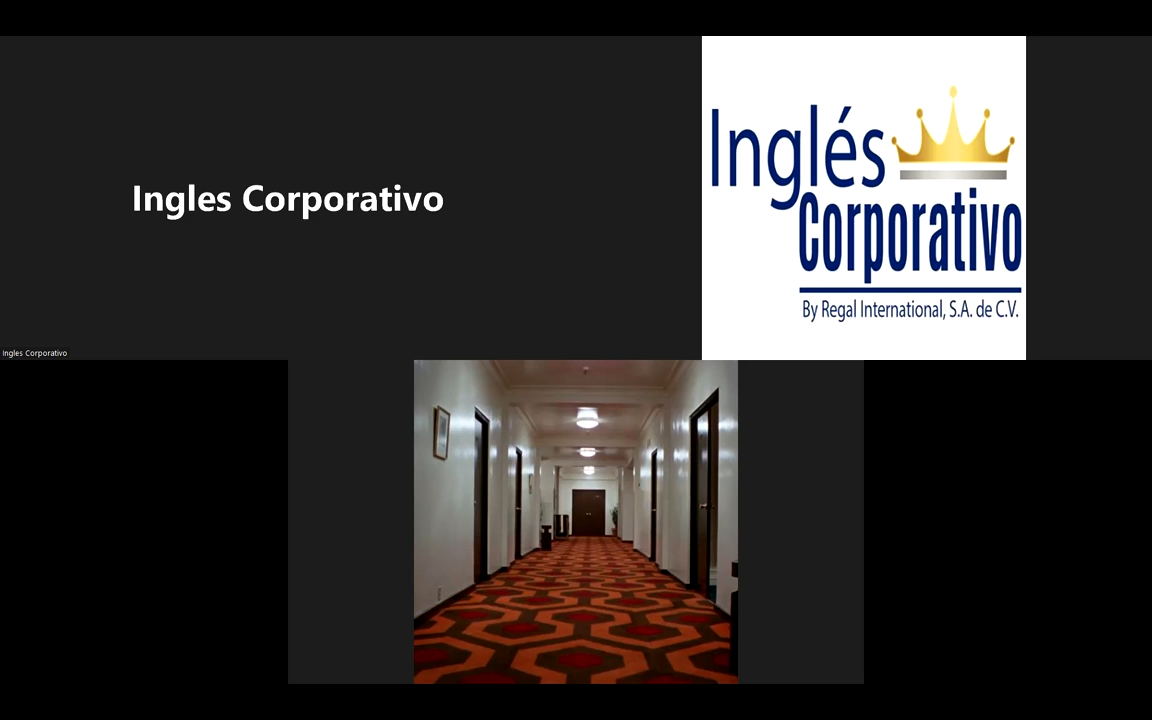 Ingles Corporativo
Inglés
Corporativo
By Regal International, S.A. de C.V.
Ingles Corporativo